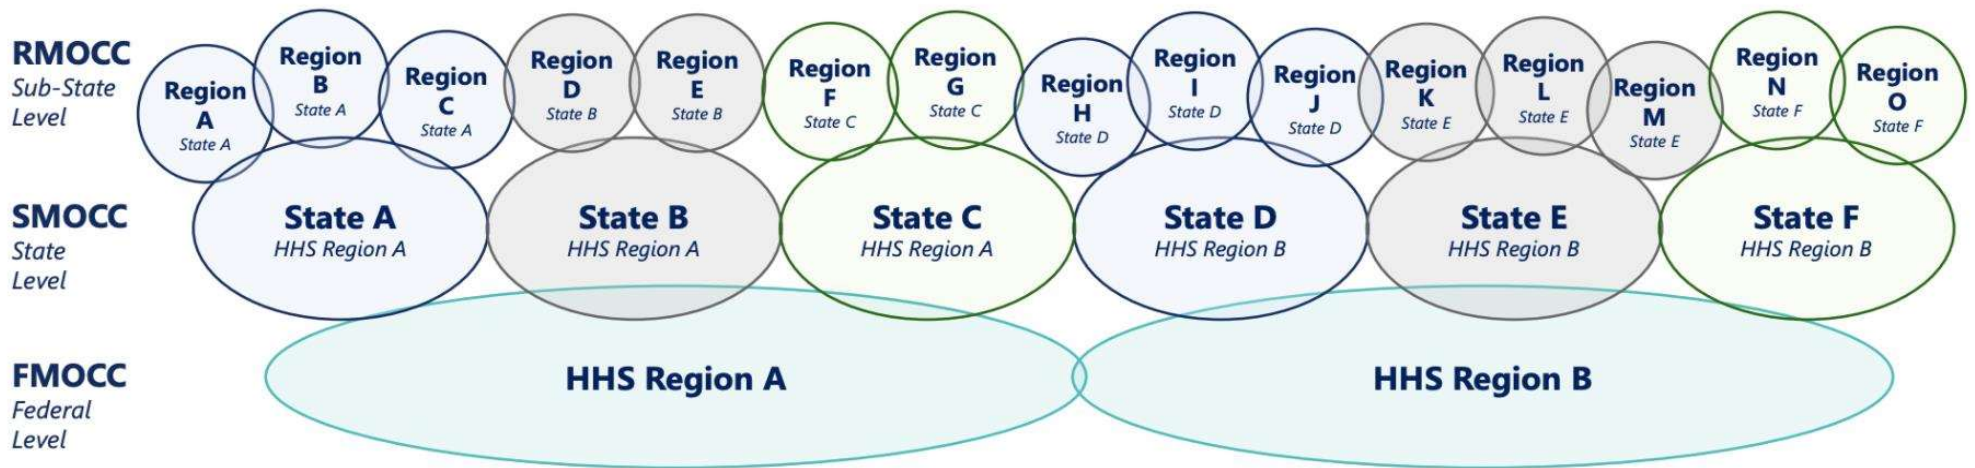 RMOCC
Sub-State
Level
Region
A
State A
Region
B
State A
Region
C
State A
Region
D
State B
Region
E
State B
Region
F
State C
Region
G
State C
Region
H
State D
Region
I
State D
Region
J
State D
Region
K
State E
Region
L
State E
Region
M
State E
Region
N
State F
Region
O
State F
SMOCC
State
Level
State A
HHS Region A
State B
HHS Region A
State C
HHS Region A
State D
HHS Region B
State E
HHS Region B
State F
HHS Region B
FMOCC
Federal
Level
HHS Region A
HHS Region B